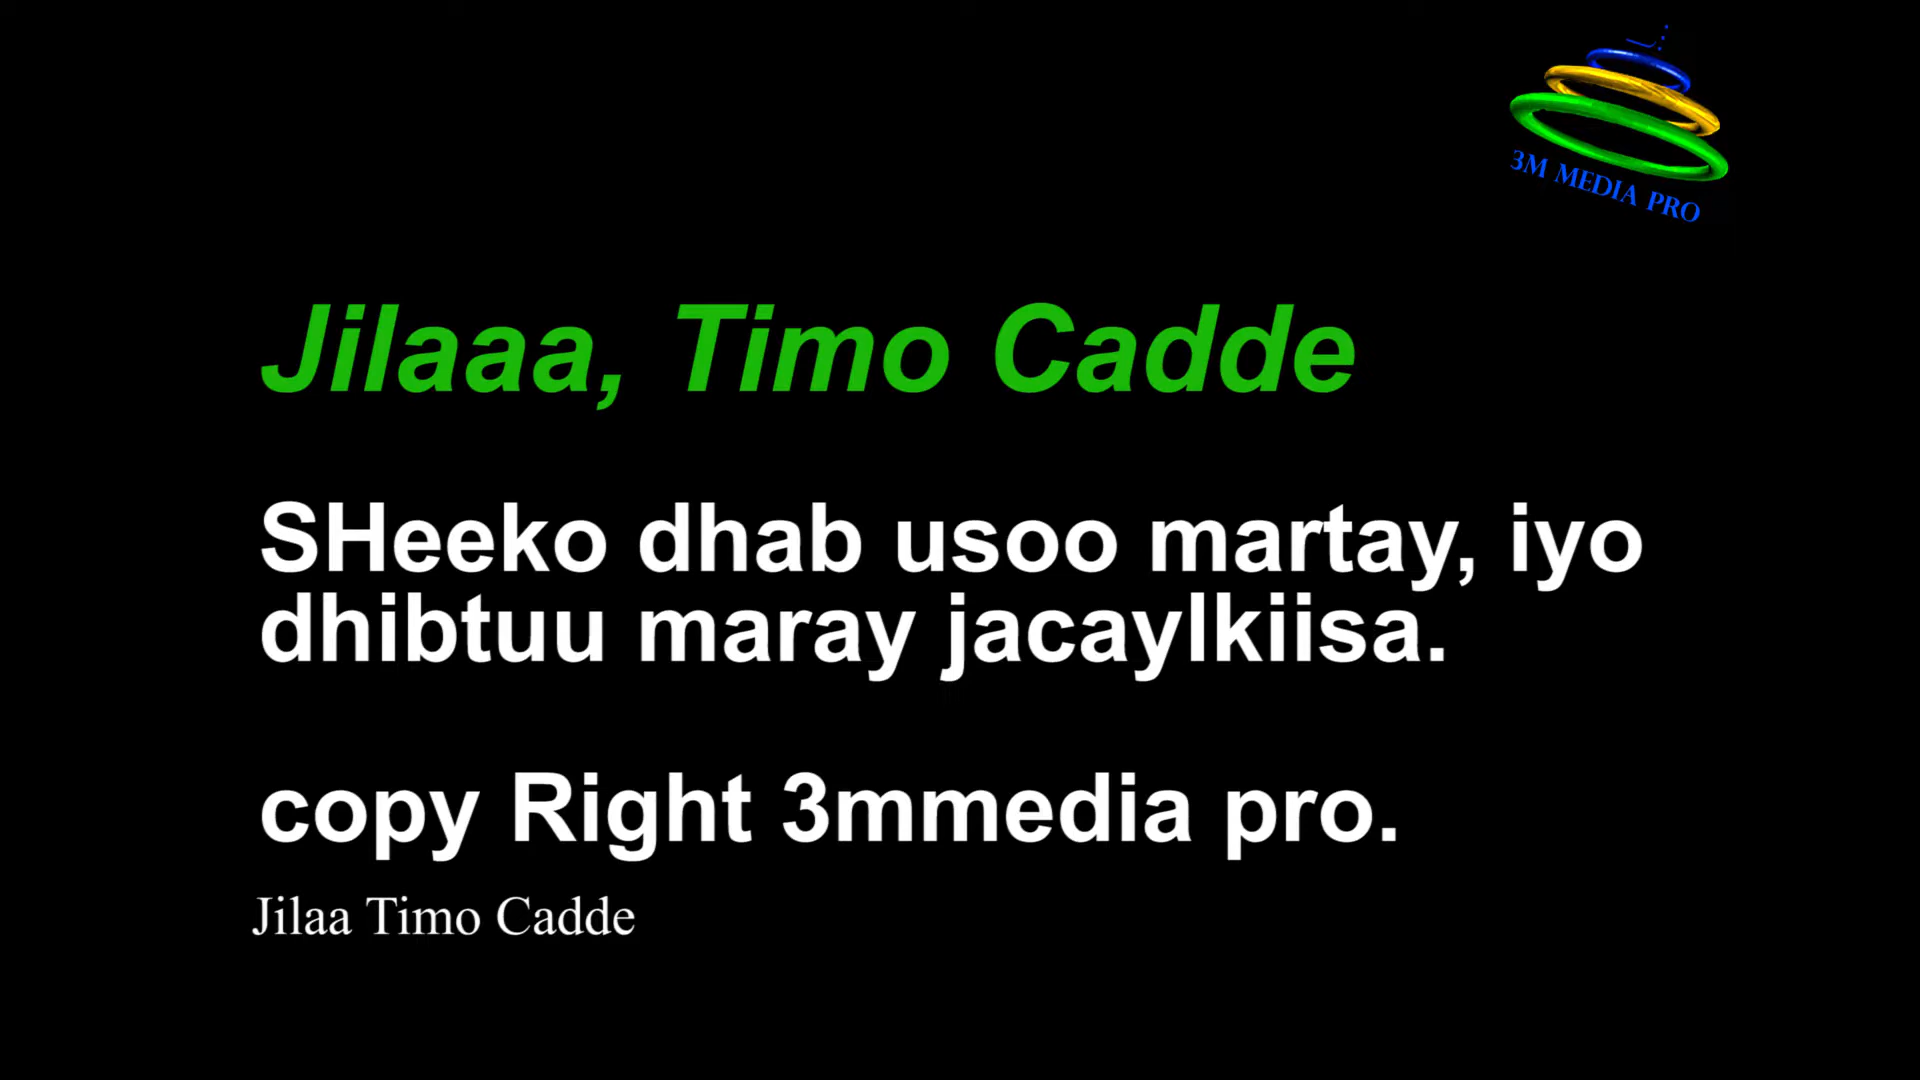 3M MEDIA PRO
Jilaaa, Timo Cadde
SHeeko dhab usoo martay, iyo
dhibtuu maray jacaylkiisa.
copy Right 3mmedia pro.
Jilaa Timo Cadde